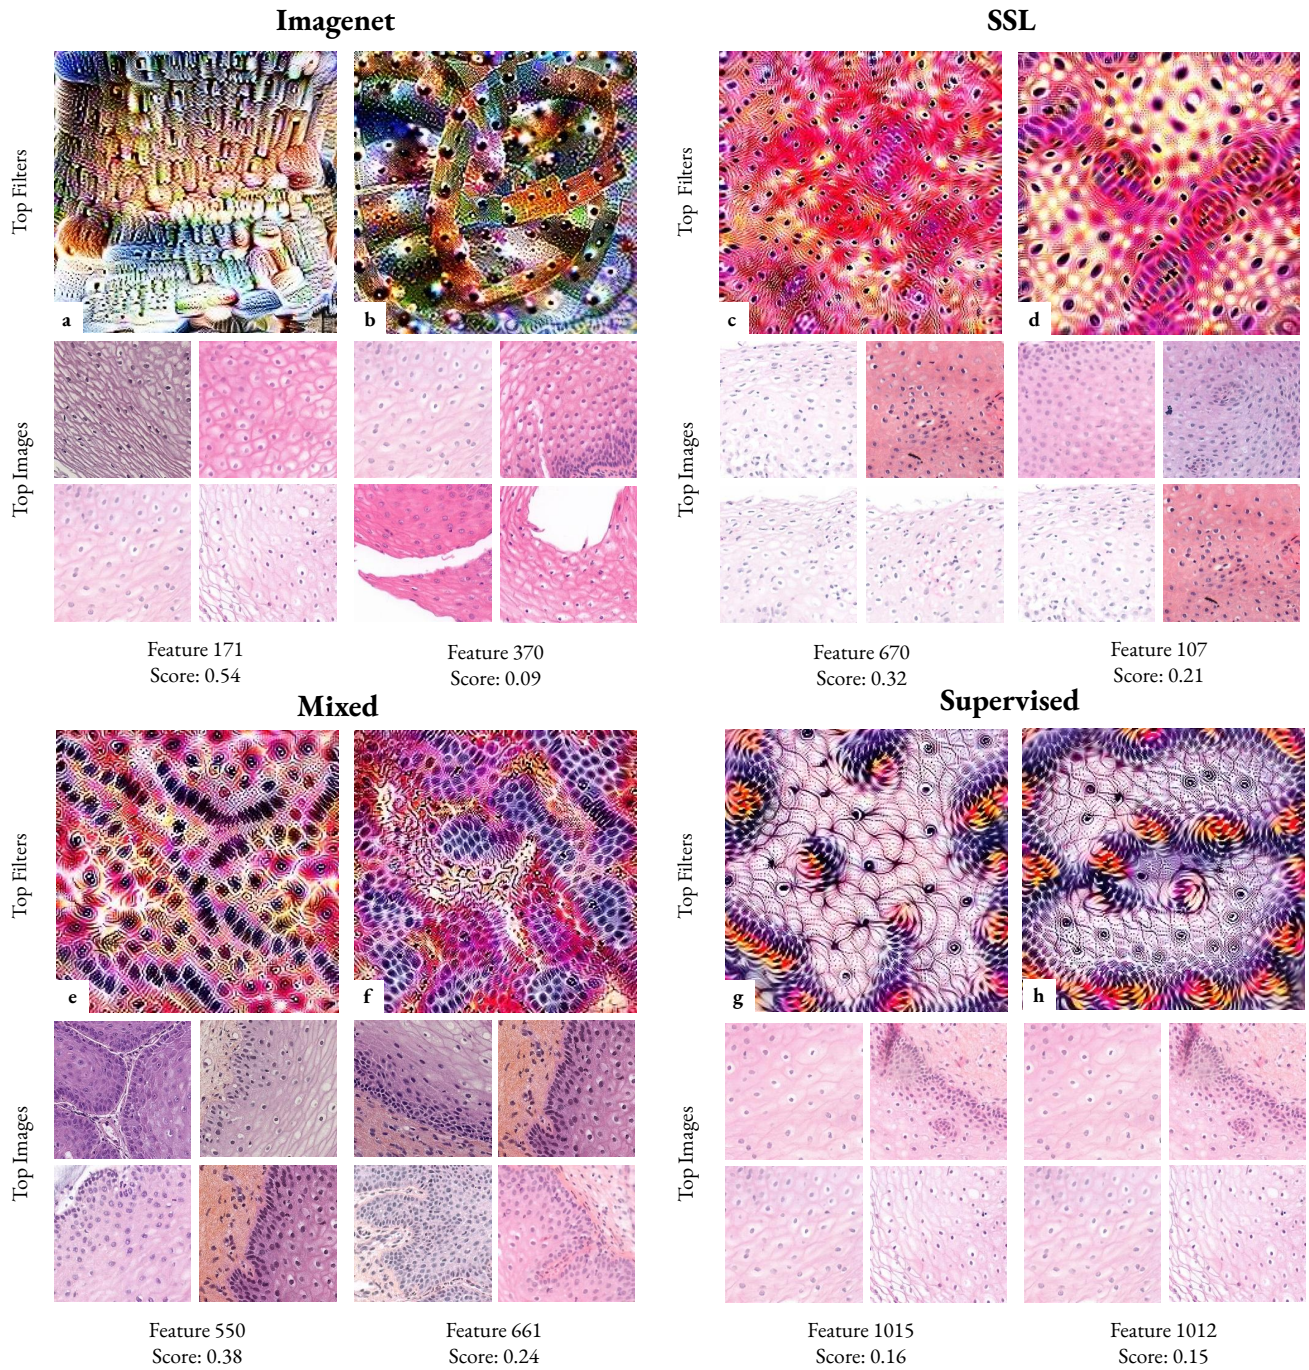 Imagenet
SSL
Top Filters
Top Filters
a
b
c
d
Top Images
Top Images
Feature 171
Score: 0.54
Feature 370
Score: 0.09
Feature 670
Score: 0.32
Feature 107
Score: 0.21
Mixed
Supervised
Top Filters
Top Filters
e
f
g
h
Top Images
Top Images
Feature 550
Score: 0.38
Feature 661
Score: 0.24
Feature 1015
Score: 0.16
Feature 1012
Score: 0.15